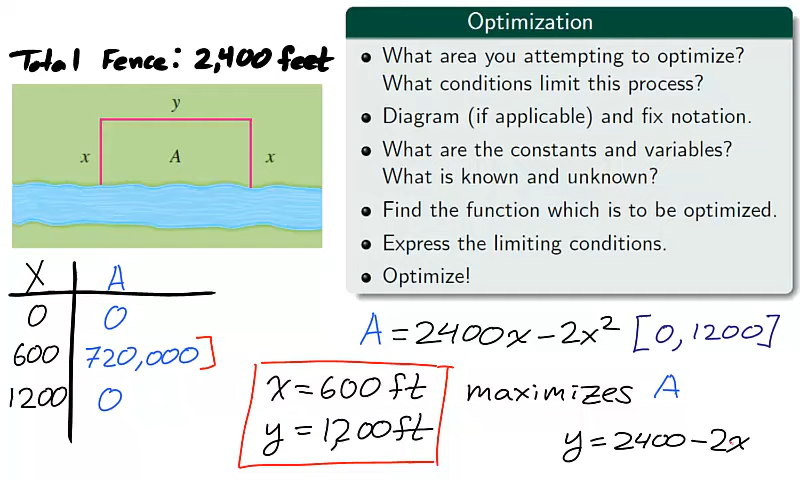 Optimization
Total Fence: 2,400 feet
• What area you attempting to optimize?
What conditions limit this process?
• Diagram (if applicable) and fix notation.
• What are the constants and variables?
What is known and unknown?
• Find the function which is to be optimized.
• Express the limiting conditions.
• Optimize!
y
x A x
X A
0 0
600 720,000]
1200 0
A = 2400x - 2x² [0, 1200]
x = 600 ft
y = 1,200 ft
maximizes A
y = 2400 - 2x